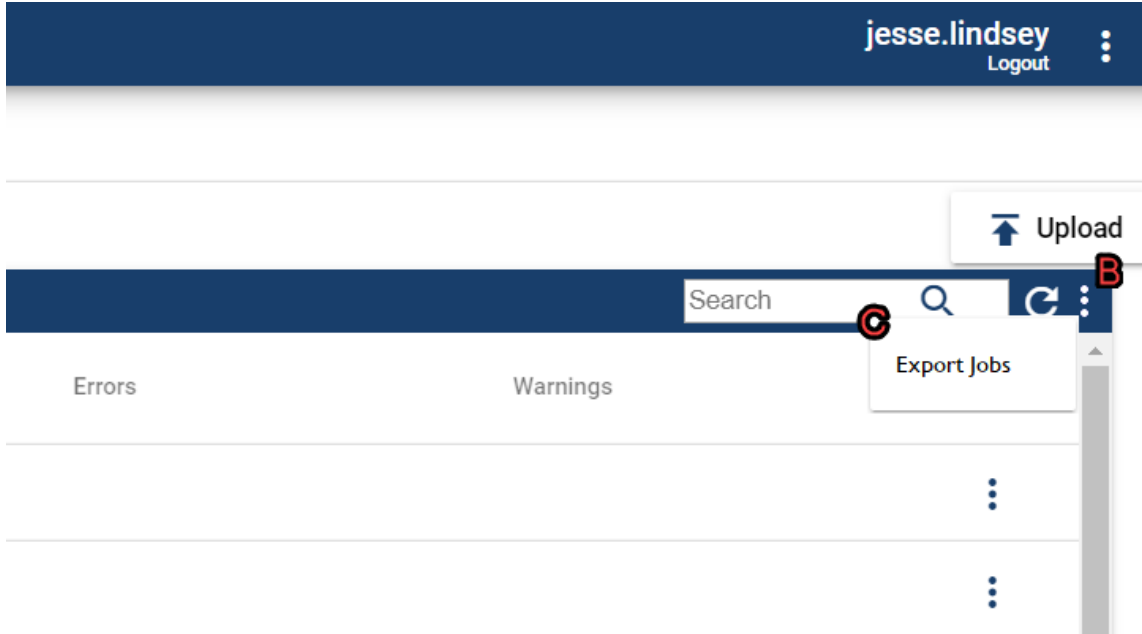 jesse.lindsey
Logout
Upload
B
Search
C
Export Jobs
Errors
Warnings